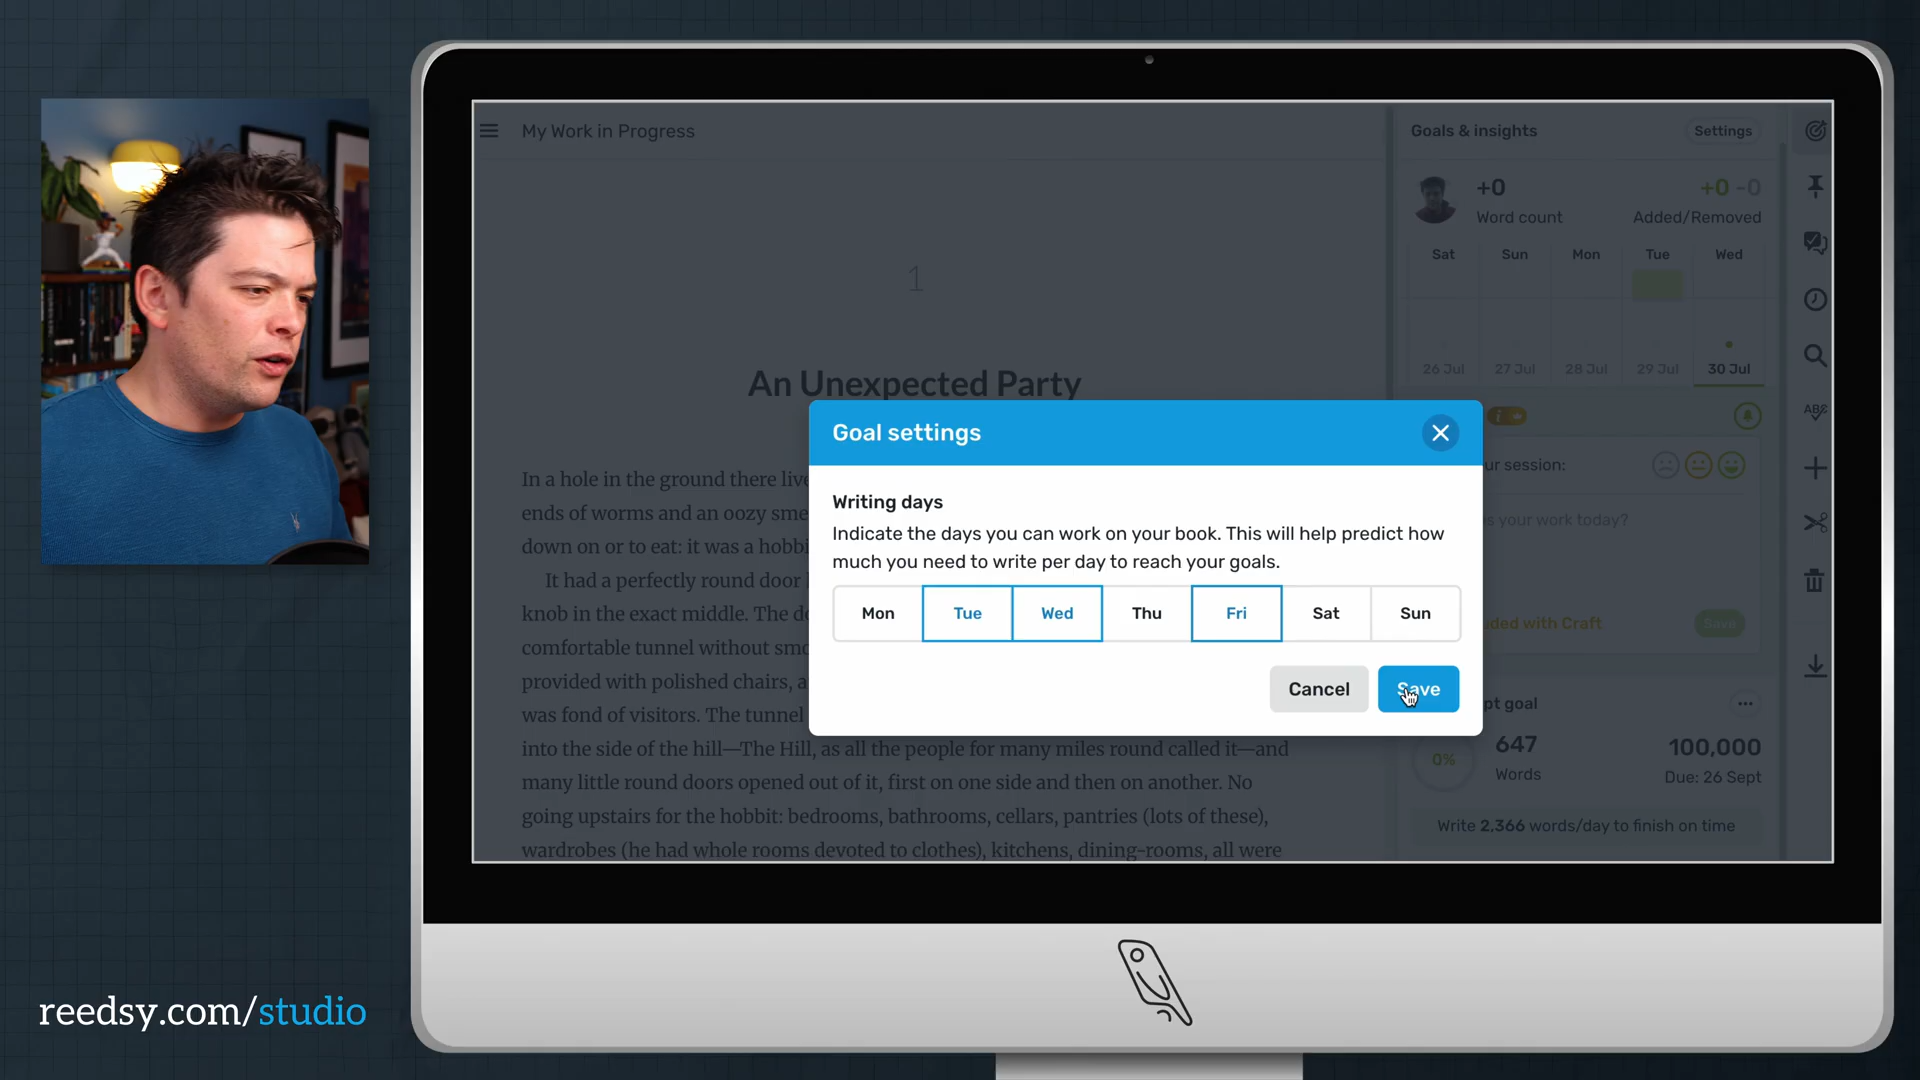 My Work in Progress
Goals & insights
Settings
+0
Word count
+0 -0
Added/Removed
Sat Sun Mon Tue Wed
26 Jul 27 Jul 28 Jul 29 Jul 30 Jul
1
An Unexpected Party
In a hole in the ground there live
ends of worms and an oozy sme
down on or to eat: it was a hobbi
It had a perfectly round door
knob in the exact middle. The de
comfortable tunnel without smo
provided with polished chairs, a
was fond of visitors. The tunnel
into the side of the hill—The Hill, as all the people for many miles round called it—and
many little round doors opened out of it, first on one side and then on another. No
going upstairs for the hobbit: bedrooms, bathrooms, cellars, pantries (lots of these),
wardrobes (he had whole rooms devoted to clothes), kitchens, dining-rooms, all were
Goal settings
Writing days
Indicate the days you can work on your book. This will help predict how
much you need to write per day to reach your goals.
Mon Tue Wed Thu Fri Sat Sun
Cancel
Save
ur session:
s your work today?
uded with Craft
Save
pt goal
0%
647
Words
100,000
Due: 26 Sept
Write 2,366 words/day to finish on time
ABC
reedsy.com/studio